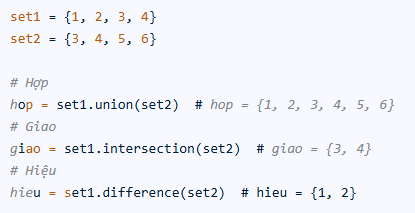 set1 = {1, 2, 3, 4}
set2 = {3, 4, 5, 6}
# Hợp
hop = set1.union(set2)  # hop = {1, 2, 3, 4, 5, 6}
# Giao
giao = set1.intersection(set2)  # giao = {3, 4}
# Hiệu
hieu = set1.difference(set2)  # hieu = {1, 2}